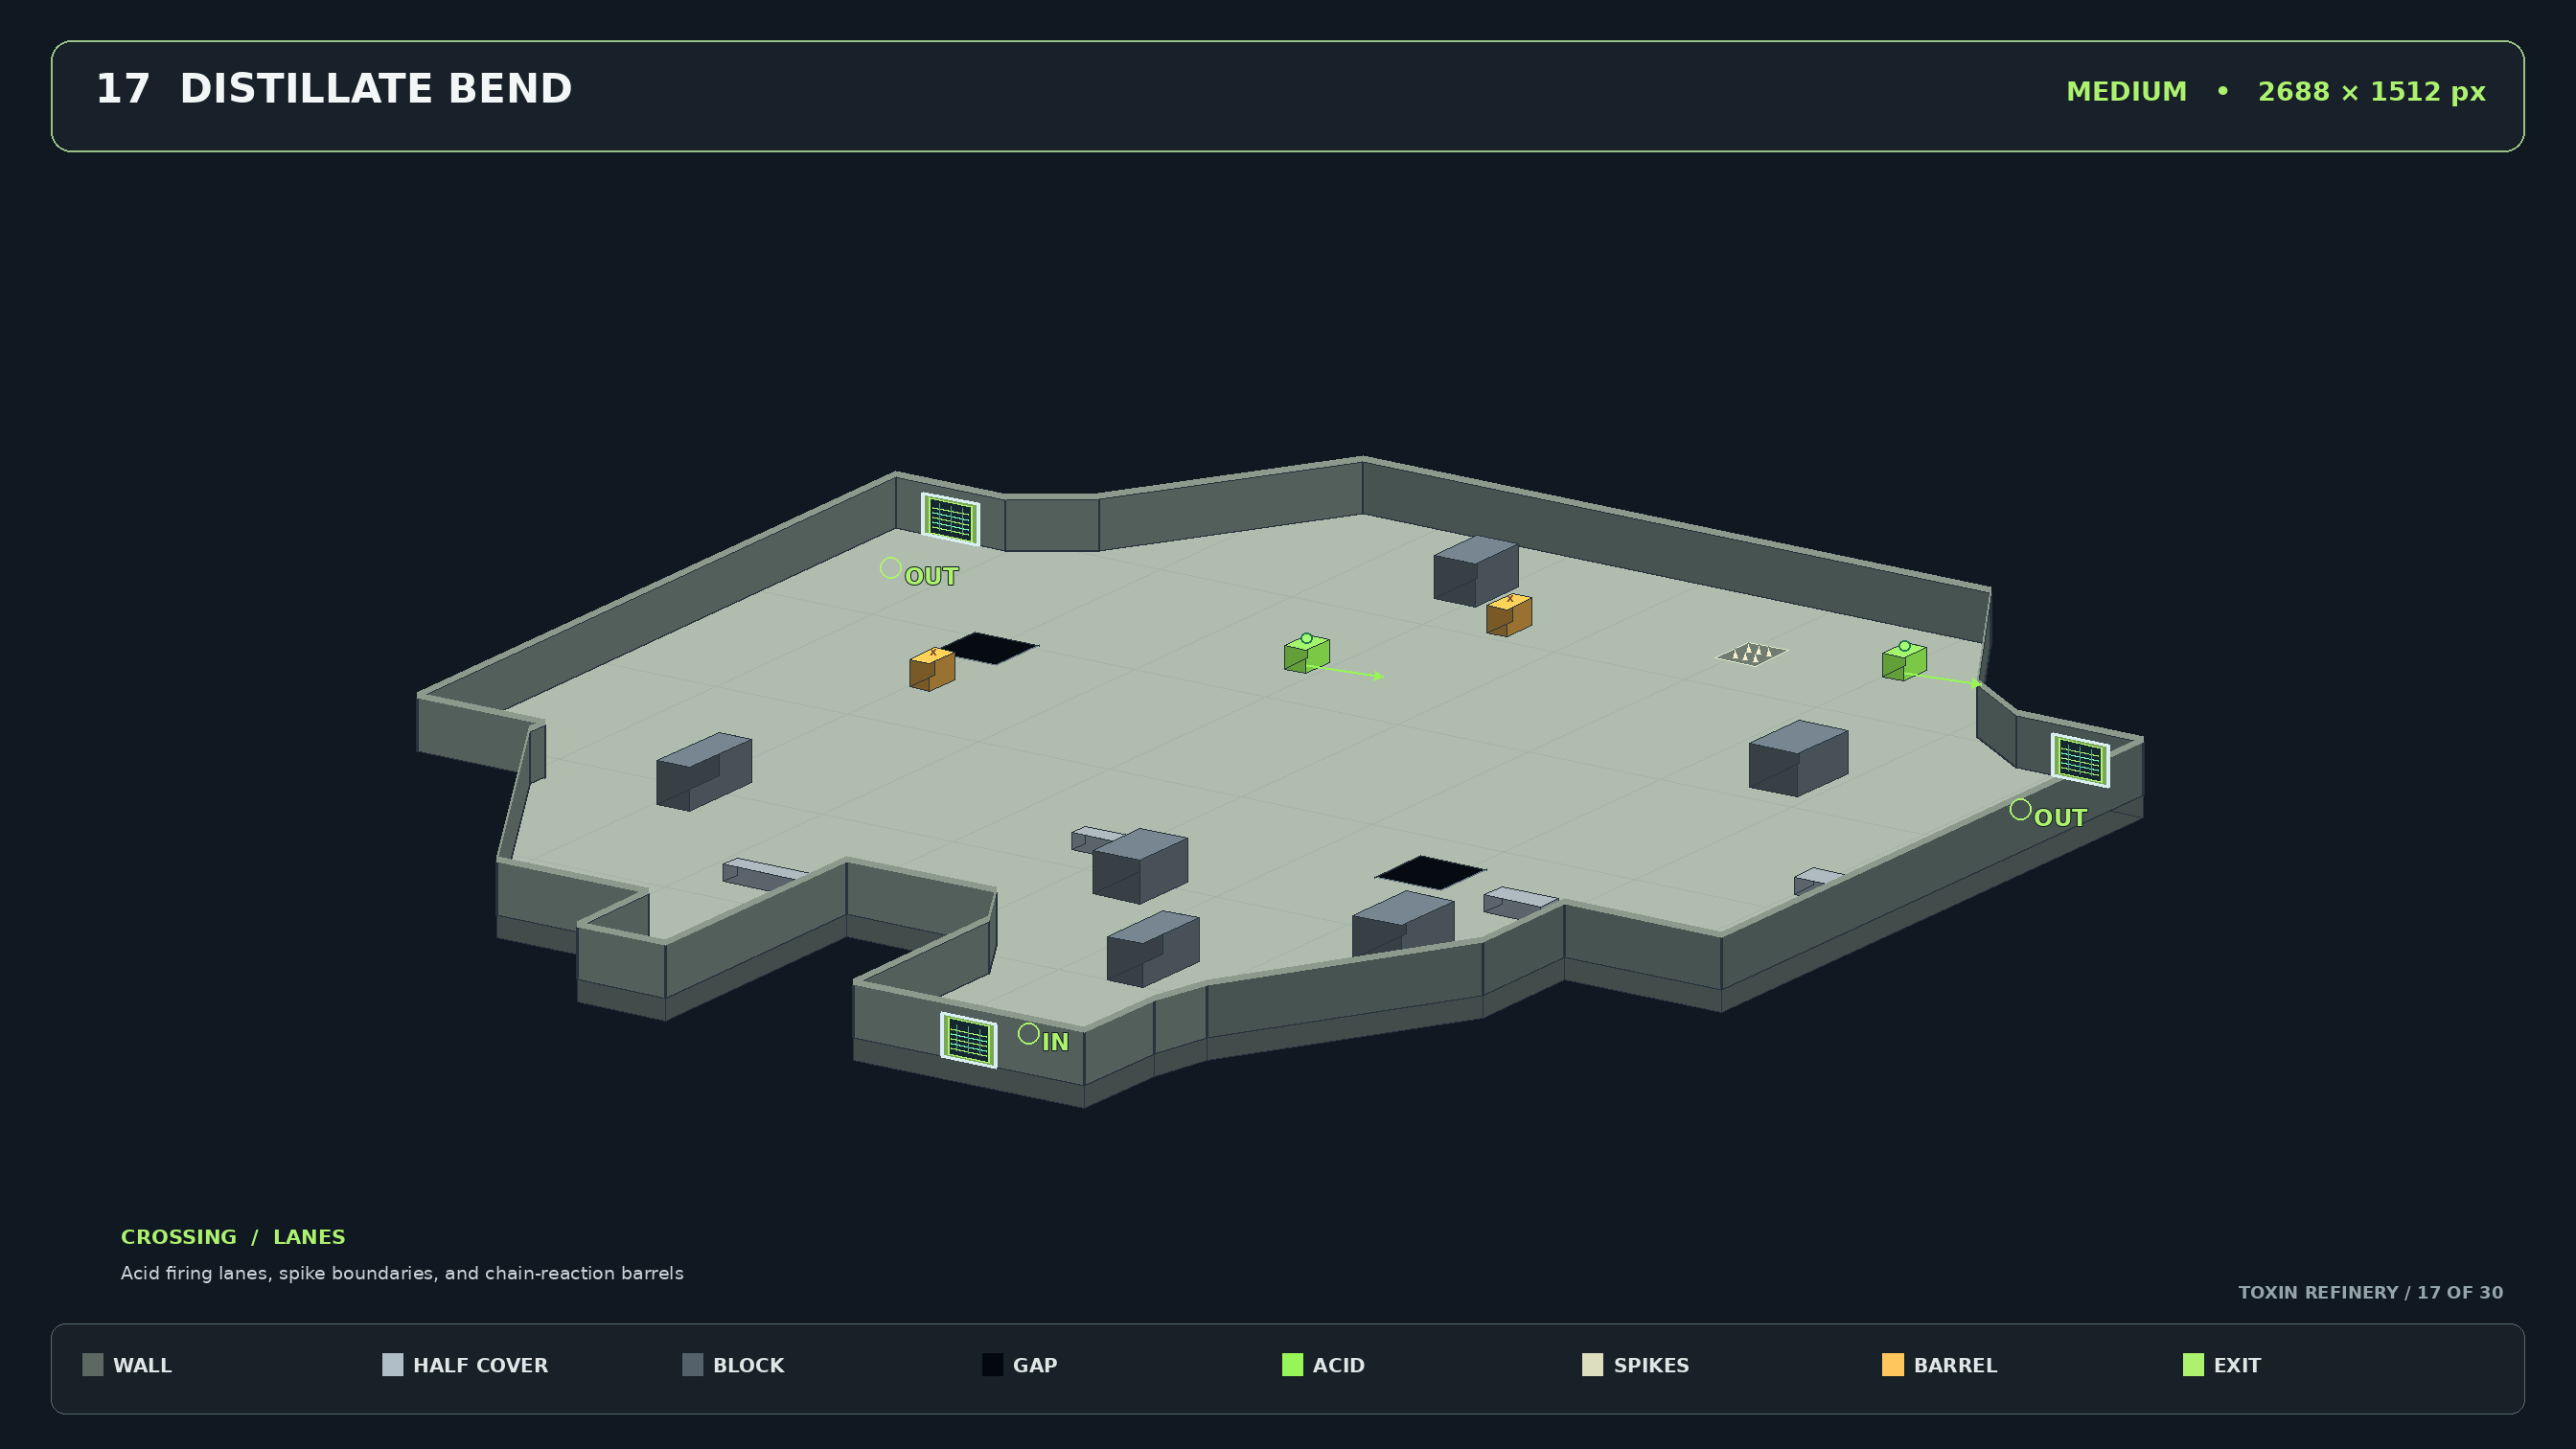 17 DISTILLATE BEND
MEDIUM • 2688 × 1512 px
OUT
OUT
IN
CROSSING / LANES
Acid firing lanes, spike boundaries, and chain-reaction barrels
TOXIN REFINERY / 17 OF 30
WALL
HALF COVER
BLOCK
GAP
ACID
SPIKES
BARREL
EXIT